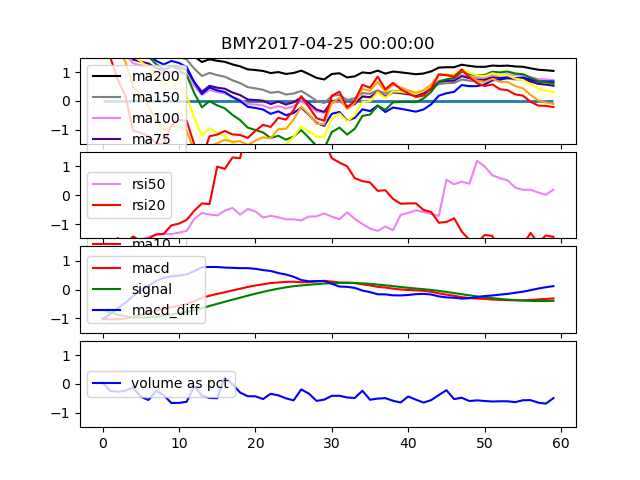 BMY2017-04-25 00:00:00
1
0
−1
ma200
ma150
ma100
ma75
1
0
−1
rsi50
rsi20
ma10
1
0
−1
macd
signal
macd_diff
1
0
−1
volume as pct
0 10 20 30 40 50 60